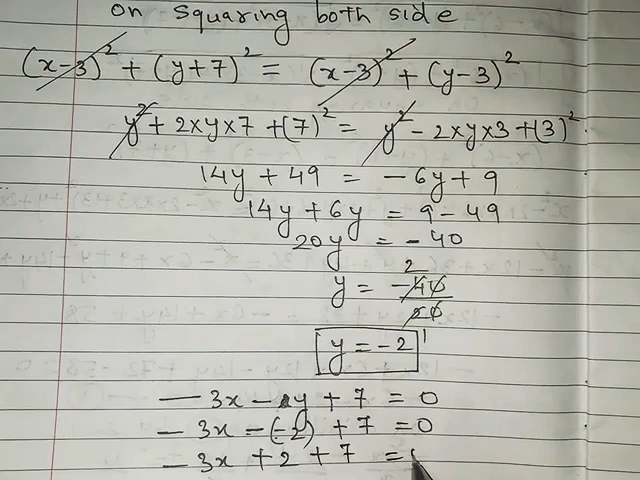 on squaring both side
(x-3)² + (y+7)² = (x-3)² + (y-3)²
y² + 2xyx7 + (7)² = y² - 2xyx3 + (3)²
14y + 49 = -6y + 9
14y + 6y = 9 - 49
20y = -40
2
y = -40/20
1
y = -2
-3x - y + 7 = 0
-3x - (-2) + 7 = 0
-3x + 2 + 7 =